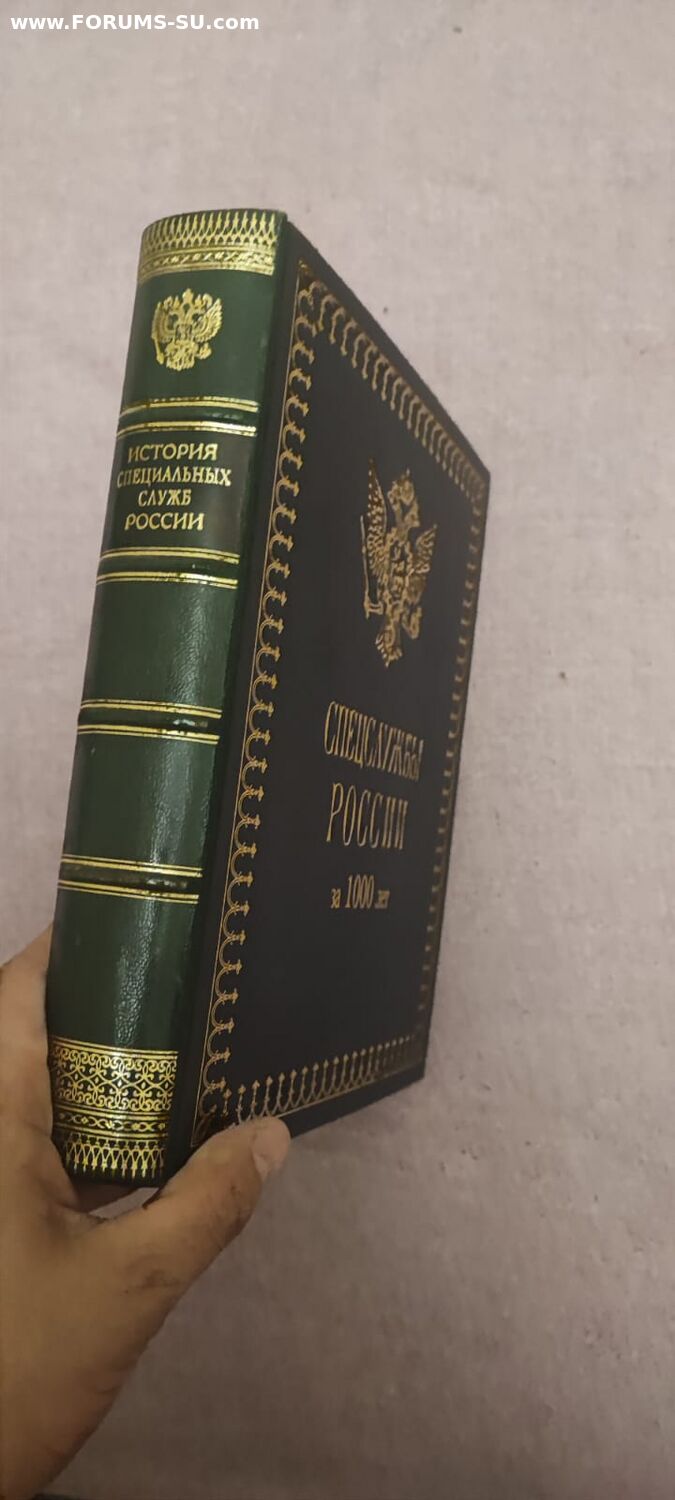 www.FORUMS-SU.com
ИСТОРИЯ
СПЕЦИАЛЬНЫХ
СЛУЖБ
РОССИИ
СПЕЦСЛУЖБЫ
РОССИИ
за 1000 лет